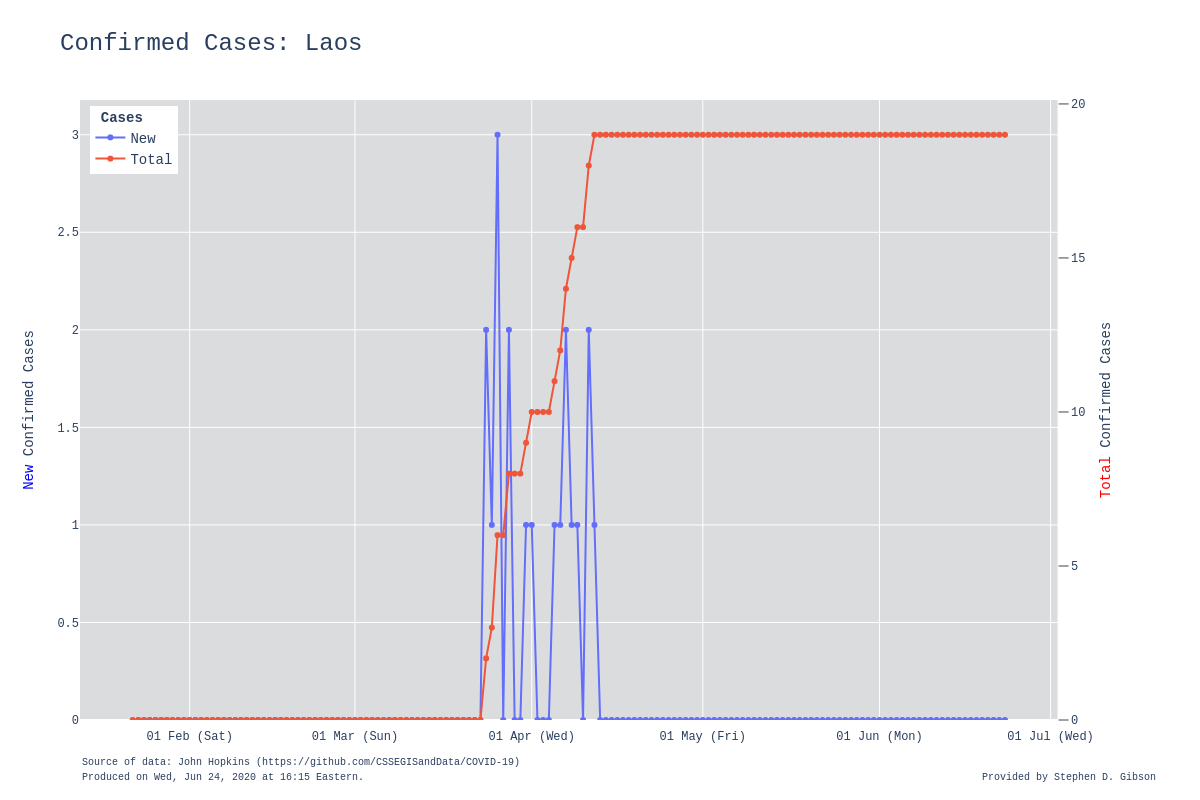 Confirmed Cases: Laos
Cases
New
Total
3
2.5
2
1.5
1
0.5
0
New Confirmed Cases
20
15
10
5
0
Total Confirmed Cases
01 Feb (Sat)
01 Mar (Sun)
01 Apr (Wed)
01 May (Fri)
01 Jun (Mon)
01 Jul (Wed)
Source of data: John Hopkins (https://github.com/CSSEGISandData/COVID-19)
Produced on Wed, Jun 24, 2020 at 16:15 Eastern.
Provided by Stephen D. Gibson